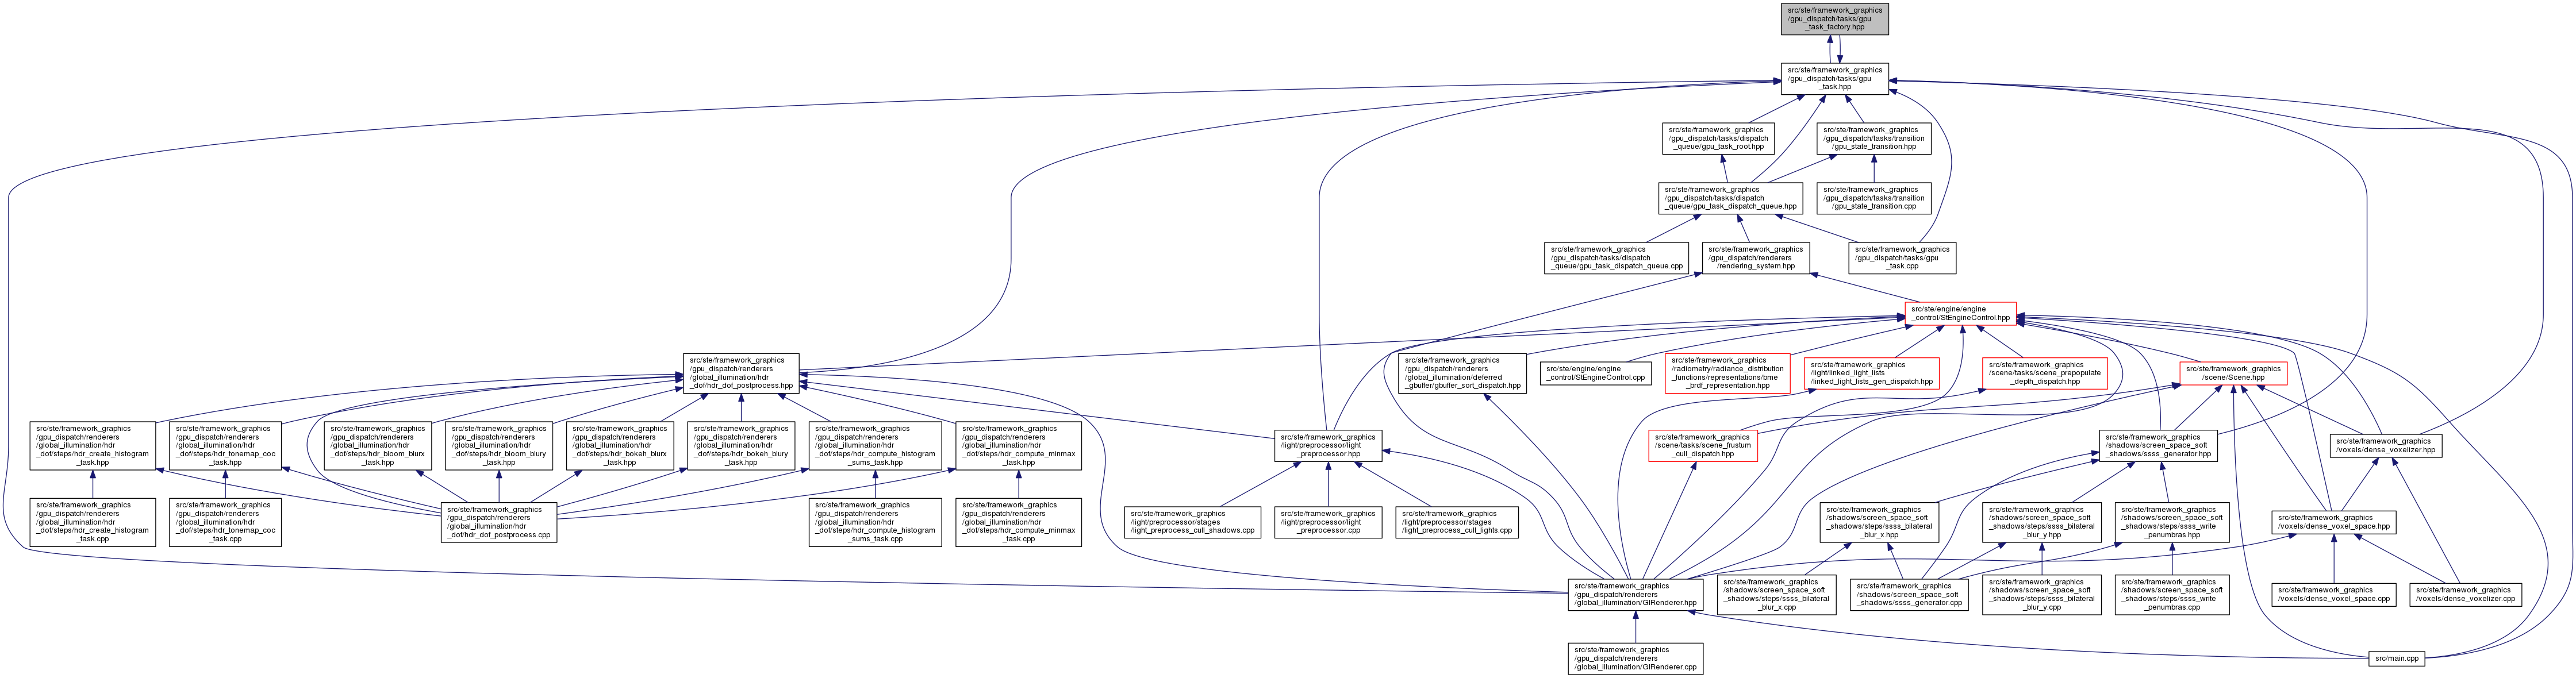 src/ste/framework_graphics
/gpu_dispatch/tasks/gpu
_task_factory.hpp
src/ste/framework_graphics
/gpu_dispatch/tasks/gpu
_task.hpp
src/ste/framework_graphics
/gpu_dispatch/tasks/dispatch
_queue/gpu_task_root.hpp
src/ste/framework_graphics
/gpu_dispatch/tasks/transition
/gpu_state_transition.hpp
src/ste/framework_graphics
/gpu_dispatch/tasks/dispatch
_queue/gpu_task_dispatch_queue.hpp
src/ste/framework_graphics
/gpu_dispatch/tasks/transition
/gpu_state_transition.cpp
src/ste/framework_graphics
/gpu_dispatch/tasks/dispatch
_queue/gpu_task_dispatch_queue.cpp
src/ste/framework_graphics
/gpu_dispatch/renderers
/rendering_system.hpp
src/ste/framework_graphics
/gpu_dispatch/tasks/gpu
_task.cpp
src/ste/engine/engine
_control/StEngineControl.hpp
src/ste/framework_graphics
/gpu_dispatch/renderers
/global_illumination/hdr
_dof/hdr_dof_postprocess.hpp
src/ste/framework_graphics
/gpu_dispatch/renderers
/global_illumination/deferred
_gbuffer/gbuffer_sort_dispatch.hpp
src/ste/engine/engine
_control/StEngineControl.cpp
src/ste/framework_graphics
/radiometry/radiance_distribution
_functions/representations/bme
_brdf_representation.hpp
src/ste/framework_graphics
/light/linked_light_lists
/linked_light_lists_gen_dispatch.hpp
src/ste/framework_graphics
/scene/tasks/scene_prepopulate
_depth_dispatch.hpp
src/ste/framework_graphics
/scene/Scene.hpp
src/ste/framework_graphics
/gpu_dispatch/renderers
/global_illumination/hdr
_dof/steps/hdr_create_histogram
_task.hpp
src/ste/framework_graphics
/gpu_dispatch/renderers
/global_illumination/hdr
_dof/steps/hdr_tonemap_coc
_task.hpp
src/ste/framework_graphics
/gpu_dispatch/renderers
/global_illumination/hdr
_dof/steps/hdr_bloom_blurx
_task.hpp
src/ste/framework_graphics
/gpu_dispatch/renderers
/global_illumination/hdr
_dof/steps/hdr_bloom_blury
_task.hpp
src/ste/framework_graphics
/gpu_dispatch/renderers
/global_illumination/hdr
_dof/steps/hdr_bokeh_blurx
_task.hpp
src/ste/framework_graphics
/gpu_dispatch/renderers
/global_illumination/hdr
_dof/steps/hdr_bokeh_blury
_task.hpp
src/ste/framework_graphics
/gpu_dispatch/renderers
/global_illumination/hdr
_dof/steps/hdr_compute_histogram
_sums_task.hpp
src/ste/framework_graphics
/gpu_dispatch/renderers
/global_illumination/hdr
_dof/steps/hdr_compute_minmax
_task.hpp
src/ste/framework_graphics
/light/preprocessor/light
_preprocessor.hpp
src/ste/framework_graphics
/scene/tasks/scene_frustum
_cull_dispatch.hpp
src/ste/framework_graphics
/shadows/screen_space_soft
_shadows/ssss_generator.hpp
src/ste/framework_graphics
/voxels/dense_voxelizer.hpp
src/ste/framework_graphics
/gpu_dispatch/renderers
/global_illumination/hdr
_dof/steps/hdr_create_histogram
_task.cpp
src/ste/framework_graphics
/gpu_dispatch/renderers
/global_illumination/hdr
_dof/steps/hdr_tonemap_coc
_task.cpp
src/ste/framework_graphics
/gpu_dispatch/renderers
/global_illumination/hdr
_dof/hdr_dof_postprocess.cpp
src/ste/framework_graphics
/gpu_dispatch/renderers
/global_illumination/hdr
_dof/steps/hdr_compute_histogram
_sums_task.cpp
src/ste/framework_graphics
/gpu_dispatch/renderers
/global_illumination/hdr
_dof/steps/hdr_compute_minmax
_task.cpp
src/ste/framework_graphics
/light/preprocessor/stages
/light_preprocess_cull_shadows.cpp
src/ste/framework_graphics
/light/preprocessor/light
_preprocessor.cpp
src/ste/framework_graphics
/light/preprocessor/stages
/light_preprocess_cull_lights.cpp
src/ste/framework_graphics
/shadows/screen_space_soft
_shadows/steps/ssss_bilateral
_blur_x.hpp
src/ste/framework_graphics
/shadows/screen_space_soft
_shadows/steps/ssss_bilateral
_blur_y.hpp
src/ste/framework_graphics
/shadows/screen_space_soft
_shadows/steps/ssss_write
_penumbras.hpp
src/ste/framework_graphics
/voxels/dense_voxel_space.hpp
src/ste/framework_graphics
/gpu_dispatch/renderers
/global_illumination/GIRenderer.hpp
src/ste/framework_graphics
/shadows/screen_space_soft
_shadows/steps/ssss_bilateral
_blur_x.cpp
src/ste/framework_graphics
/shadows/screen_space_soft
_shadows/ssss_generator.cpp
src/ste/framework_graphics
/shadows/screen_space_soft
_shadows/steps/ssss_bilateral
_blur_y.cpp
src/ste/framework_graphics
/shadows/screen_space_soft
_shadows/steps/ssss_write
_penumbras.cpp
src/ste/framework_graphics
/voxels/dense_voxel_space.cpp
src/ste/framework_graphics
/voxels/dense_voxelizer.cpp
src/ste/framework_graphics
/gpu_dispatch/renderers
/global_illumination/GIRenderer.cpp
src/main.cpp